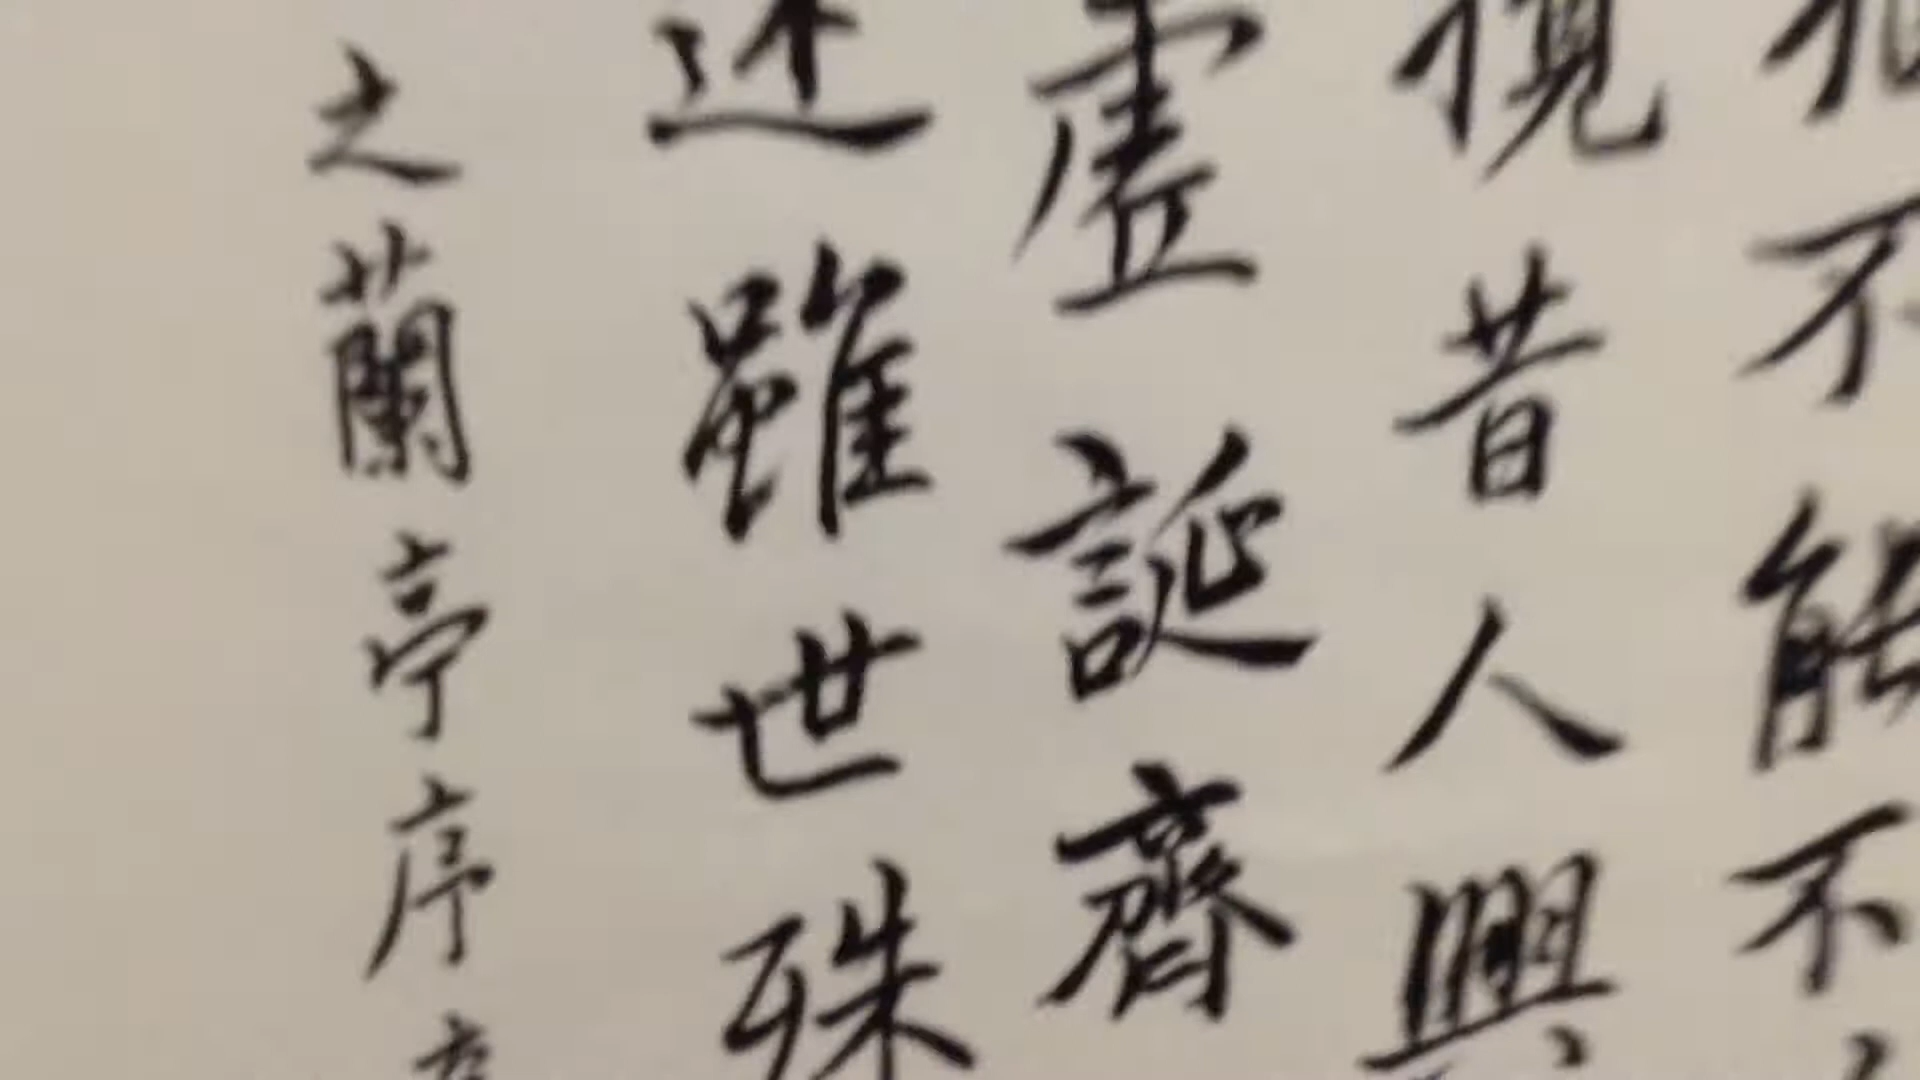 不能不
攬昔人興
虛誕齊
述雖世殊
之蘭亭序